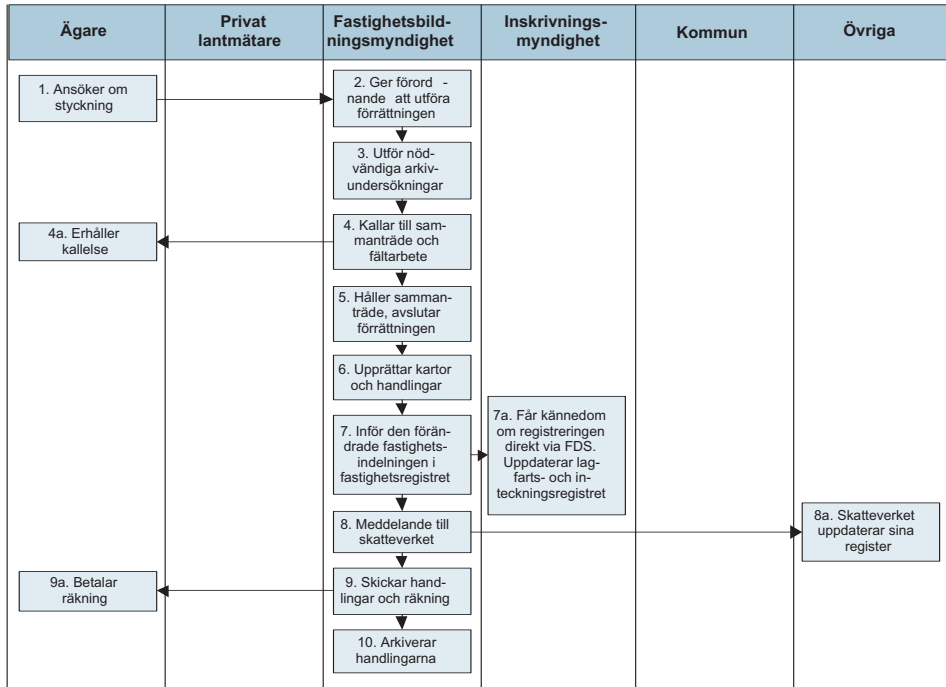 Ägare
Privat
lantmätare
Fastighetsbild-
ningsmyndighet
Inskrivnings-
myndighet
Kommun
Övriga
1. Ansöker om
styckning
2. Ger förord -
nande att utföra
förrättningen
3. Utför nöd-
vändiga arkiv-
undersökningar
4a. Erhåller
kallelse
4. Kallar till sam-
manträde och
fältarbete
5. Håller samman-
träde, avslutar
förrättningen
6. Upprättar kartor
och handlingar
7. Inför den förän-
drade fastighets-
indelningen i
fastighetsregistret
7a. Får kännedom
om registreringen
direkt via FDS.
Uppdaterar lag-
farts- och in-
teckningsregistret
8. Meddelande till
skatteverket
8a. Skatteverket
uppdaterar sina
register
9a. Betalar
räkning
9. Skickar hand-
lingar och räkning
10. Arkiverar
handlingarna